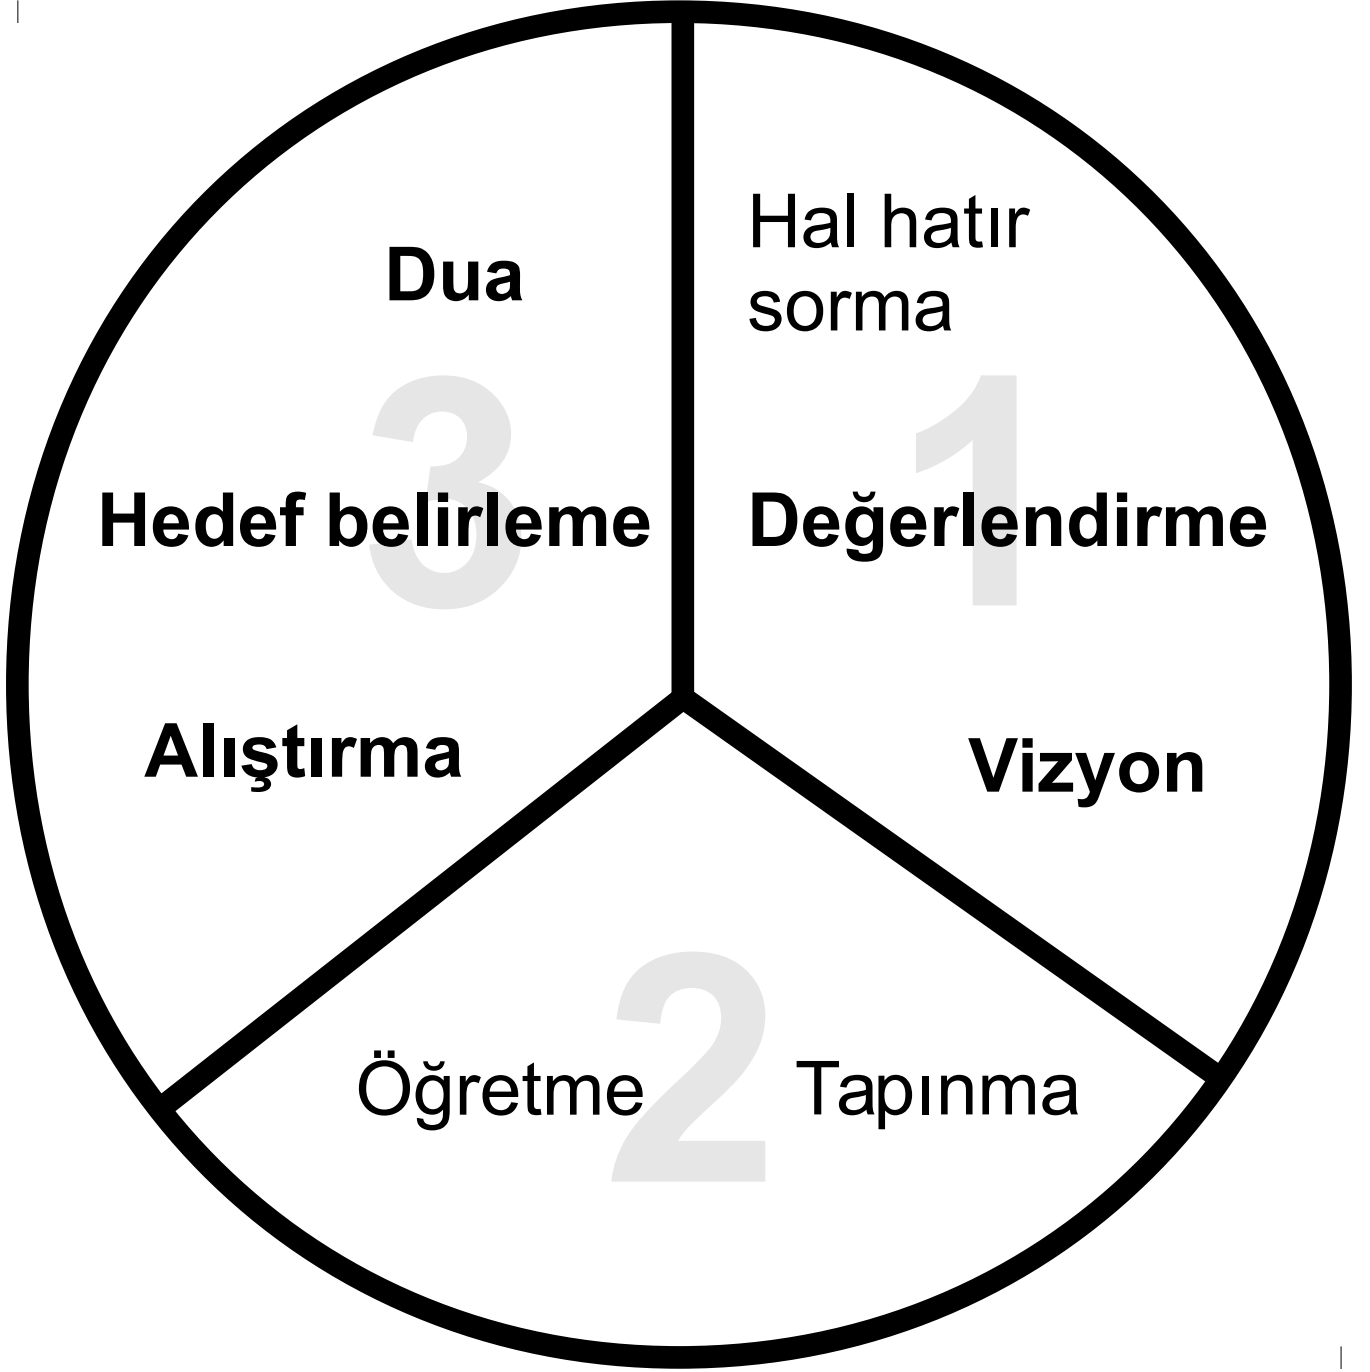 Hal hatır
sorma
1
Değerlendirme
Vizyon
2
Tapınma
Öğretme
3
Alıştırma
Hedef belirleme
Dua